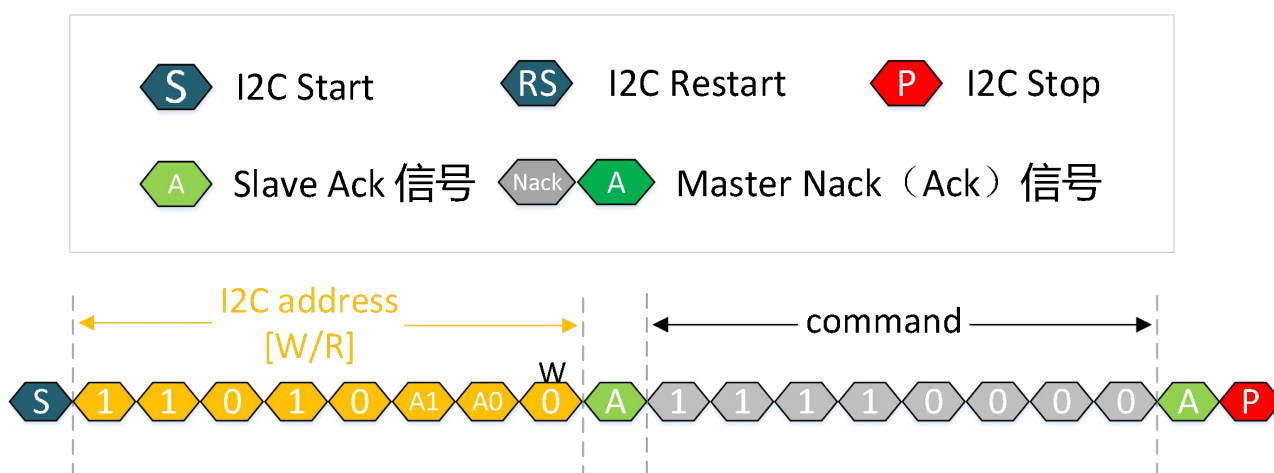 S I2C Start RS I2C Restart P I2C Stop
A Slave Ack 信号 Nack A Master Nack（Ack）信号
I2C address
[W/R]
command
W
S 1 1 0 1 0 A1 A0 0 A 1 1 1 1 0 0 0 0 A P